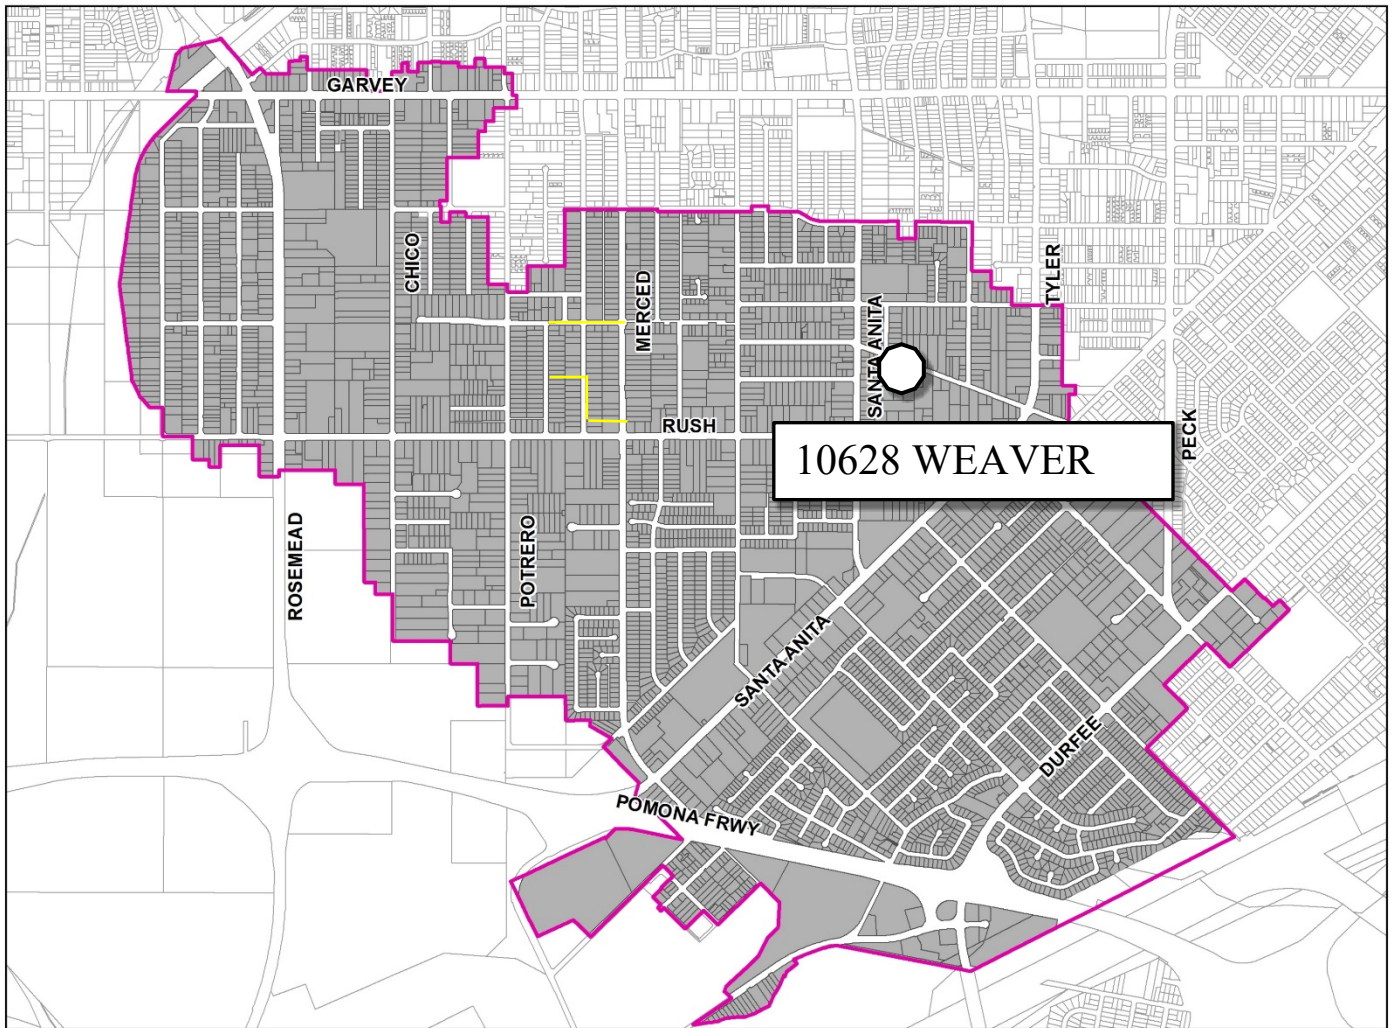 GARVEY
CHICO
MERCED
SANTA ANITA
TYLER
RUSH
PECK
10628 WEAVER
ROSEMEAD
POTRERO
SANTA ANITA
DURFEE
POMONA FRWY